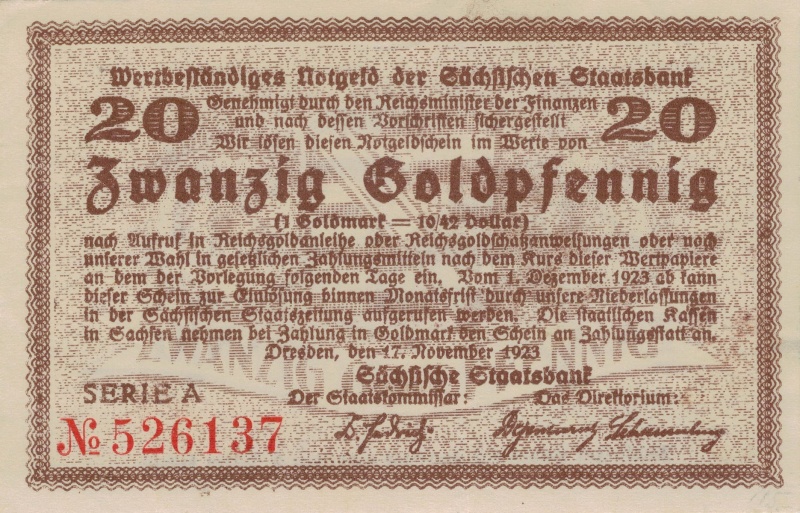 Wertbeständiges Notgeld der Sächsischen Staatsbank
20 Genehmigt durch den Reichsminister der Finanzen 20
und nach dessen Vorschriften sichergestellt
Wir lösen diesen Notgeldschein im Werte von
Zwanzig Goldpfennig
(1 Goldmark = 10/42 Dollar)
nach Aufruf in Reichsgoldanleihe oder Reichsgoldschatzanweisungen oder nach
unserer Wahl in gesetzlichen Zahlungsmitteln nach dem Kurs dieser Wertpapiere
an dem der Vorlegung folgenden Tage ein. Vom 1. Dezember 1923 ab kann
dieser Schein zur Einlösung binnen Monatsfrist durch unsere Niederlassungen
in der Sächsischen Staatszeitung aufgerufen werden. Die staatlichen Kassen
in Sachsen nehmen bei Zahlung in Goldmark den Schein an Zahlungsstatt an.
Dresden, den 17. November 1923
Sächsische Staatsbank
SERIE A
Der Staatskommissar: Das Direktorium:
№ 526137